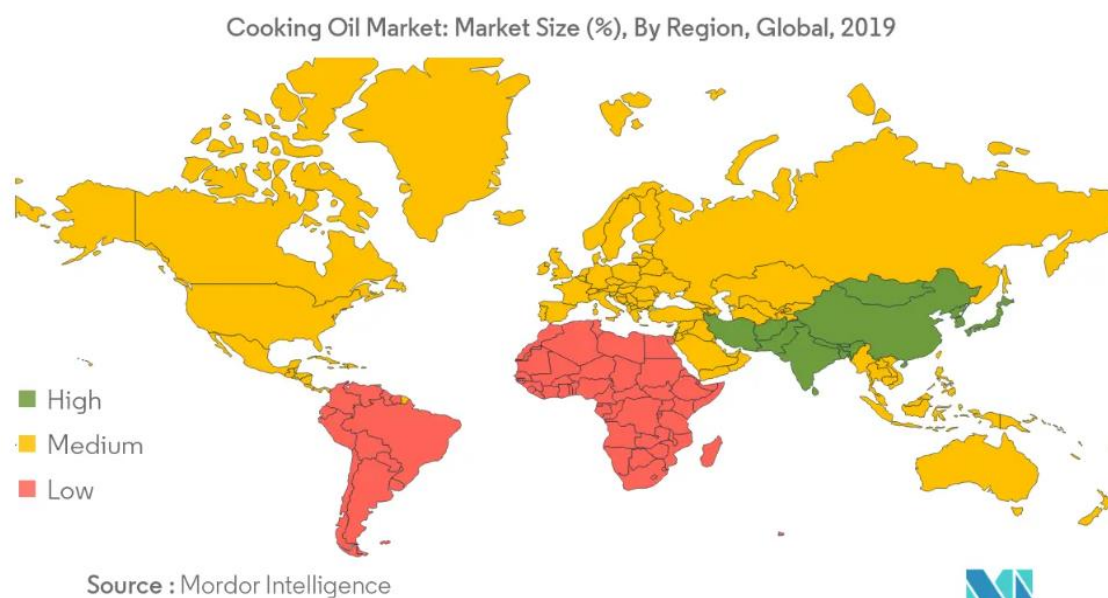 Cooking Oil Market: Market Size (%), By Region, Global, 2019
High
Medium
Low
Source : Mordor Intelligence